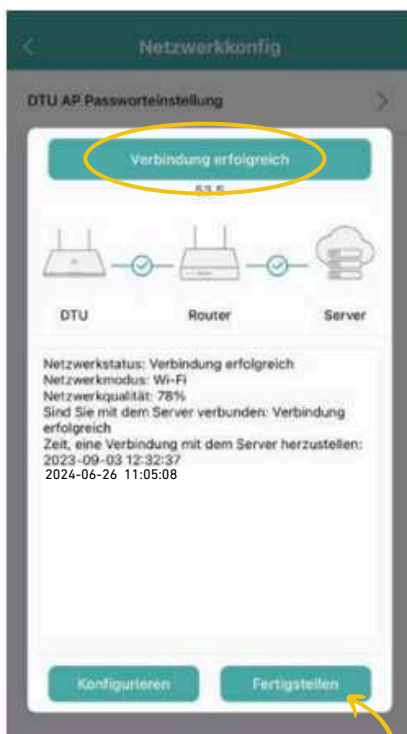 Netzwerkkonfig
DTU AP Passworteinstellung
Verbindung erfolgreich
53 S
DTU Router Server
Netzwerkstatus: Verbindung erfolgreich
Netzwerkmodus: Wi-Fi
Netzwerkqualität: 78%
Sind Sie mit dem Server verbunden: Verbindung
erfolgreich
Zeit, eine Verbindung mit dem Server herzustellen:
2023-09-03 12:32:37
2024-06-26 11:05:08
Konfigurieren Fertigstellen